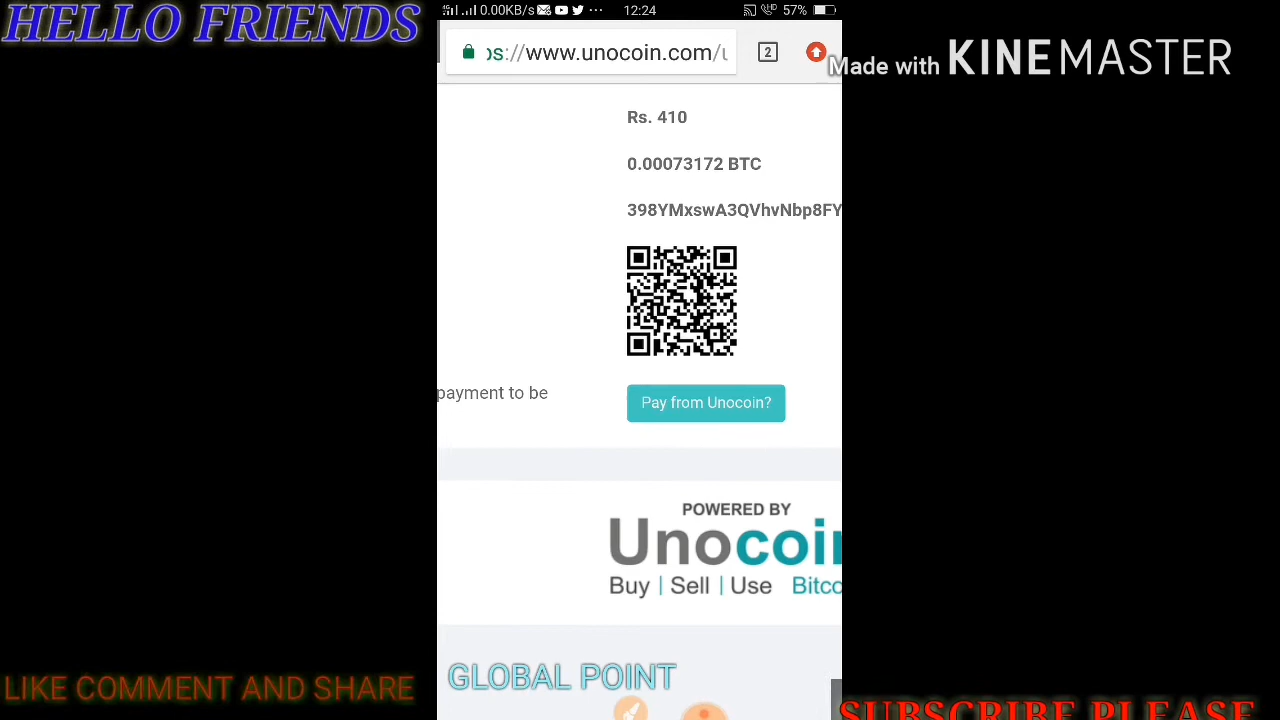 HELLO FRIENDS
0.00KB/s ... 12:24 HD 57%
ps://www.unocoin.com/u 2
Made with KINEMASTER
Rs. 410
0.00073172 BTC
398YMxswA3QVhvNbp8FY
payment to be
Pay from Unocoin?
POWERED BY
Unocoin
Buy | Sell | Use Bitco
GLOBAL POINT
LIKE COMMENT AND SHARE
SUBSCRIBE PLEASE